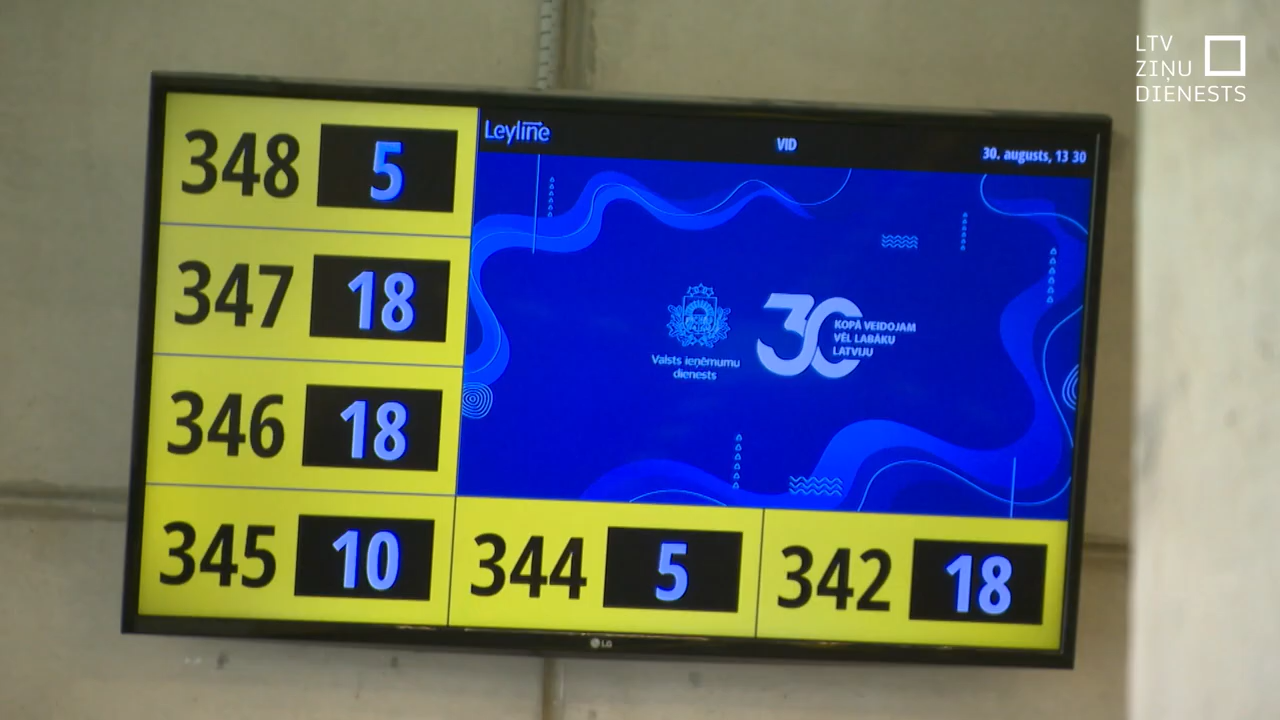 LTV
ZIŅU
DIENESTS
348 5
Leyline
VID
30. augusts, 13 30
347 18
346 18
Valsts ieņēmumu
dienests
30
KOPĀ VEIDOJAM
VĒL LABĀKU
LATVIJU
345 10
344 5
342 18
LG